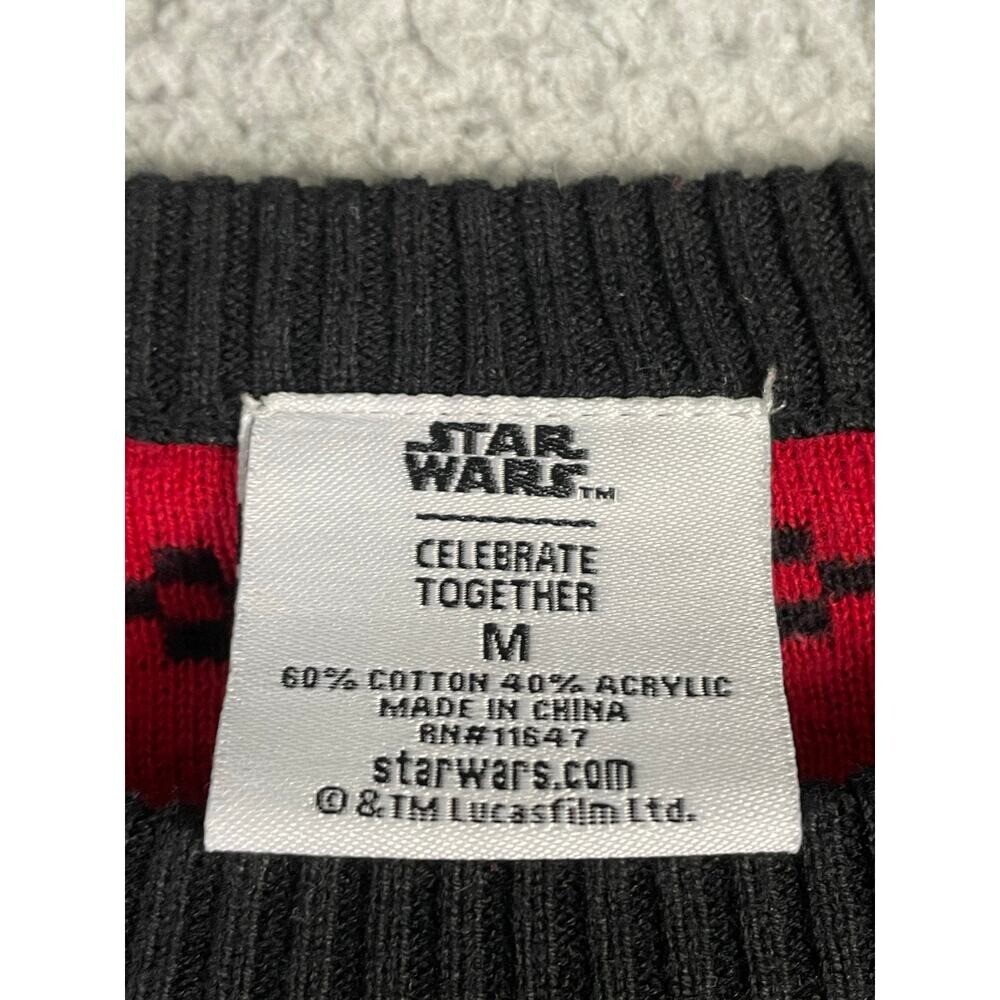 STAR
WARS™
CELEBRATE
TOGETHER
M
60% COTTON 40% ACRYLIC
MADE IN CHINA
RN#11647
starwars.com
© & TM Lucasfilm Ltd.